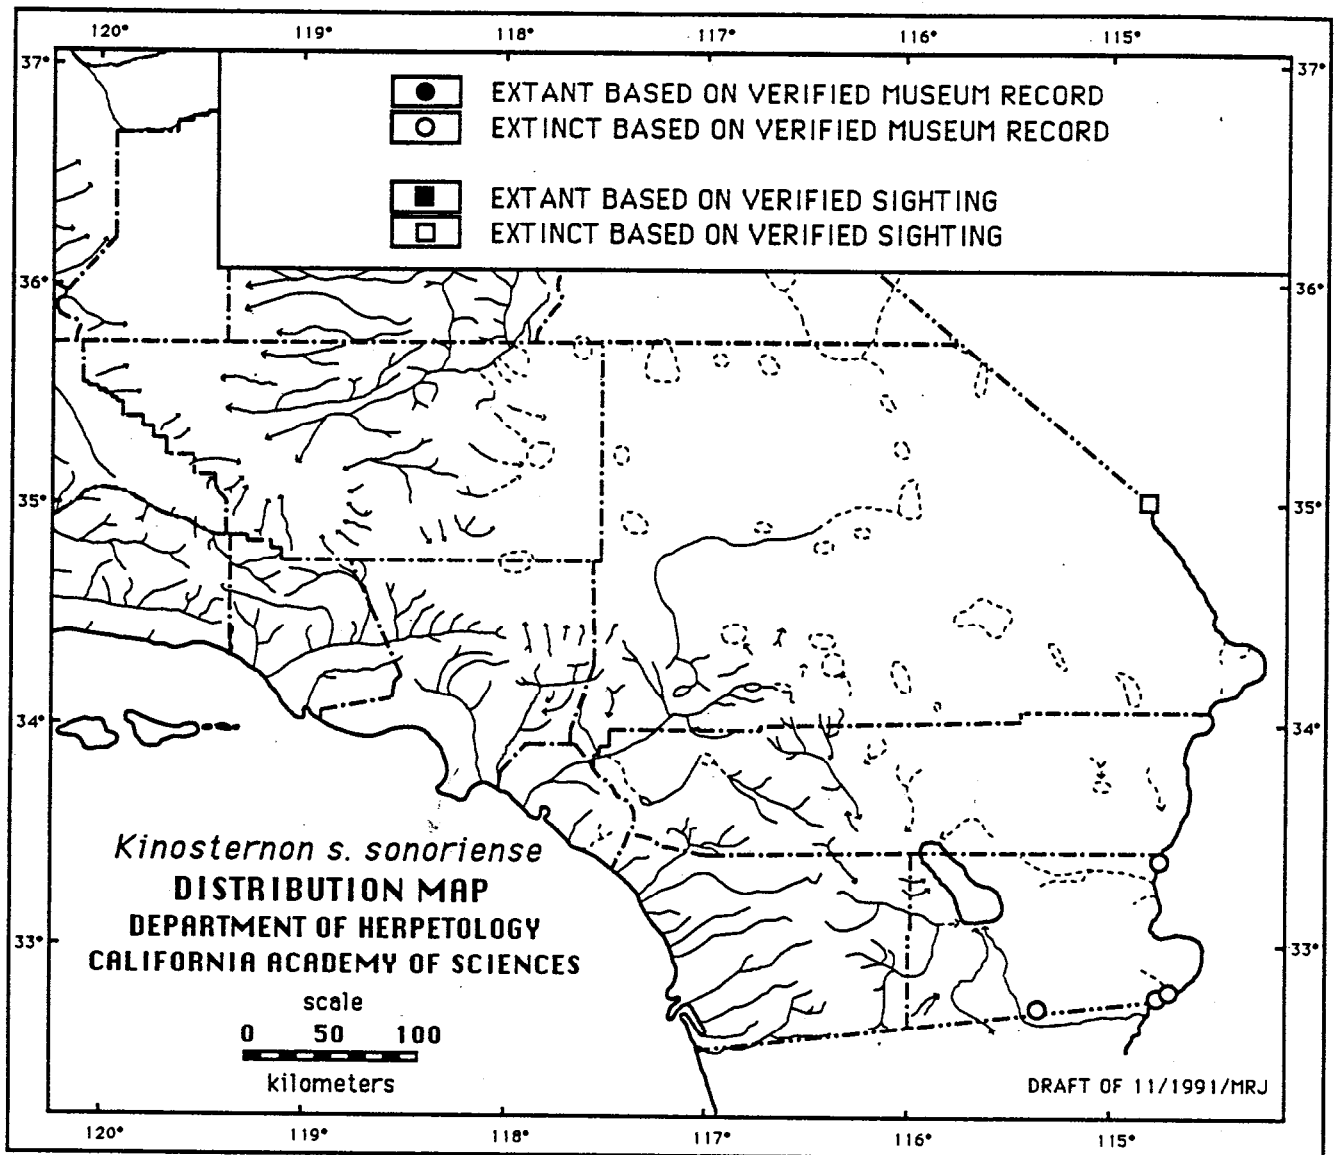 120° 119° 118° 117° 116° 115°
37° 37°
EXTANT BASED ON VERIFIED MUSEUM RECORD
EXTINCT BASED ON VERIFIED MUSEUM RECORD
EXTANT BASED ON VERIFIED SIGHTING
EXTINCT BASED ON VERIFIED SIGHTING
36° 36°
35° 35°
34° 34°
Kinosternon s. sonoriense
DISTRIBUTION MAP
DEPARTMENT OF HERPETOLOGY
33° 33°
CALIFORNIA ACADEMY OF SCIENCES
scale
0 50 100
kilometers
DRAFT OF 11/1991/MRJ
120° 119° 118° 117° 116° 115°